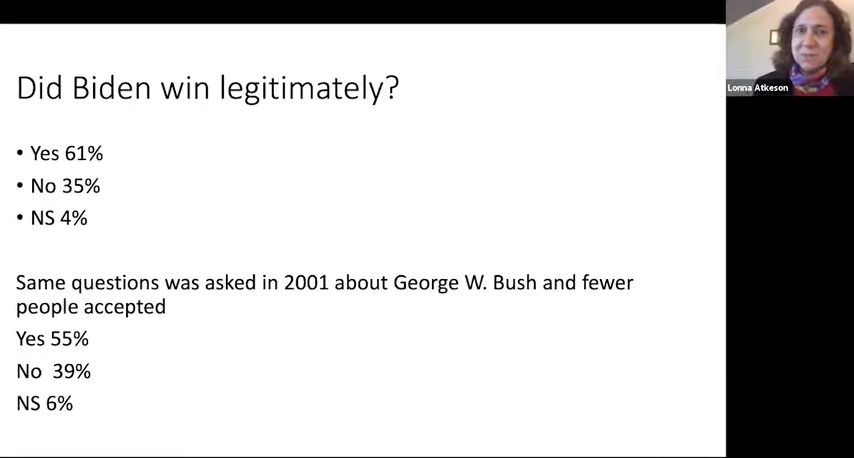 Did Biden win legitimately?
• Yes 61%
• No 35%
• NS 4%
Same questions was asked in 2001 about George W. Bush and fewer
people accepted
Yes 55%
No  39%
NS 6%
Lonna Atkeson